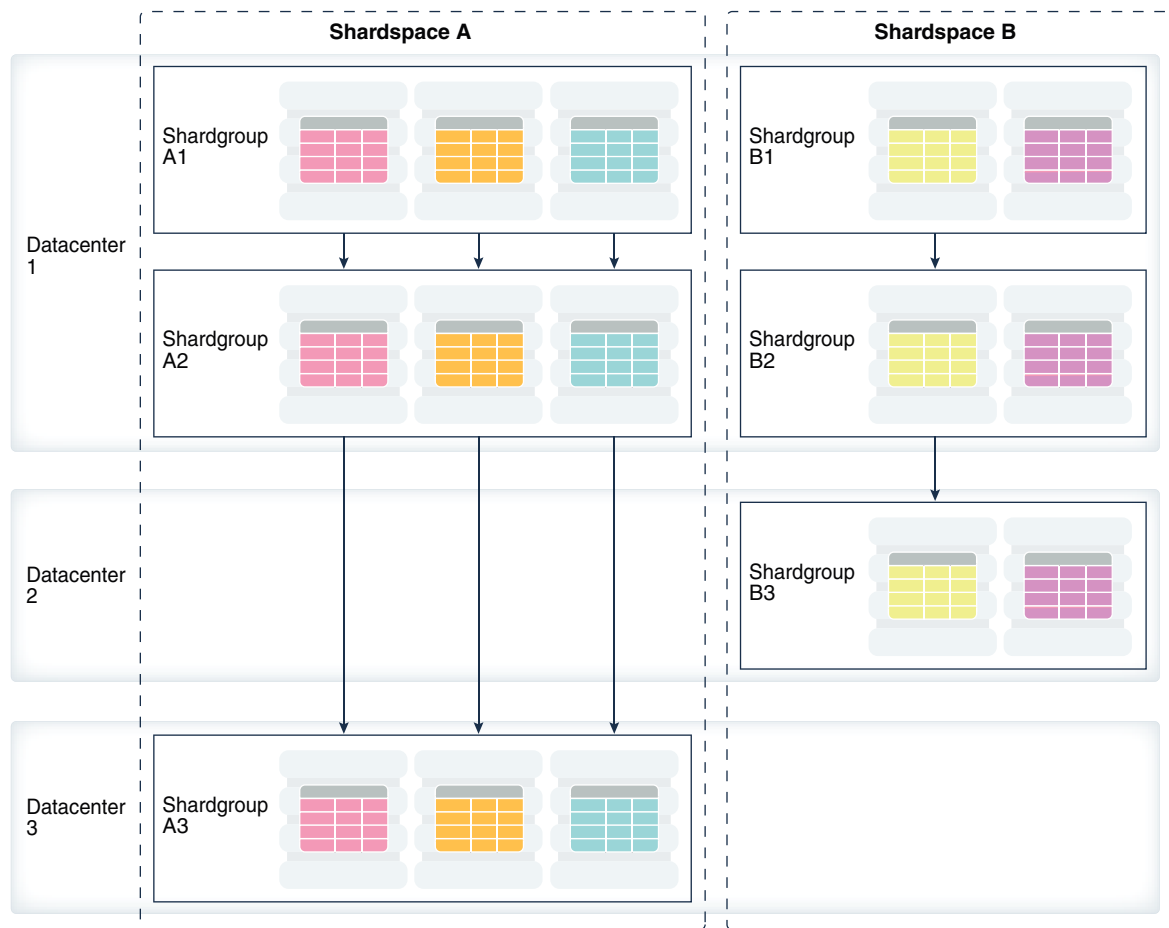 Shardspace A
Shardspace B
Datacenter
1
Shardgroup
A1
Shardgroup
B1
Shardgroup
A2
Shardgroup
B2
Datacenter
2
Shardgroup
B3
Datacenter
3
Shardgroup
A3